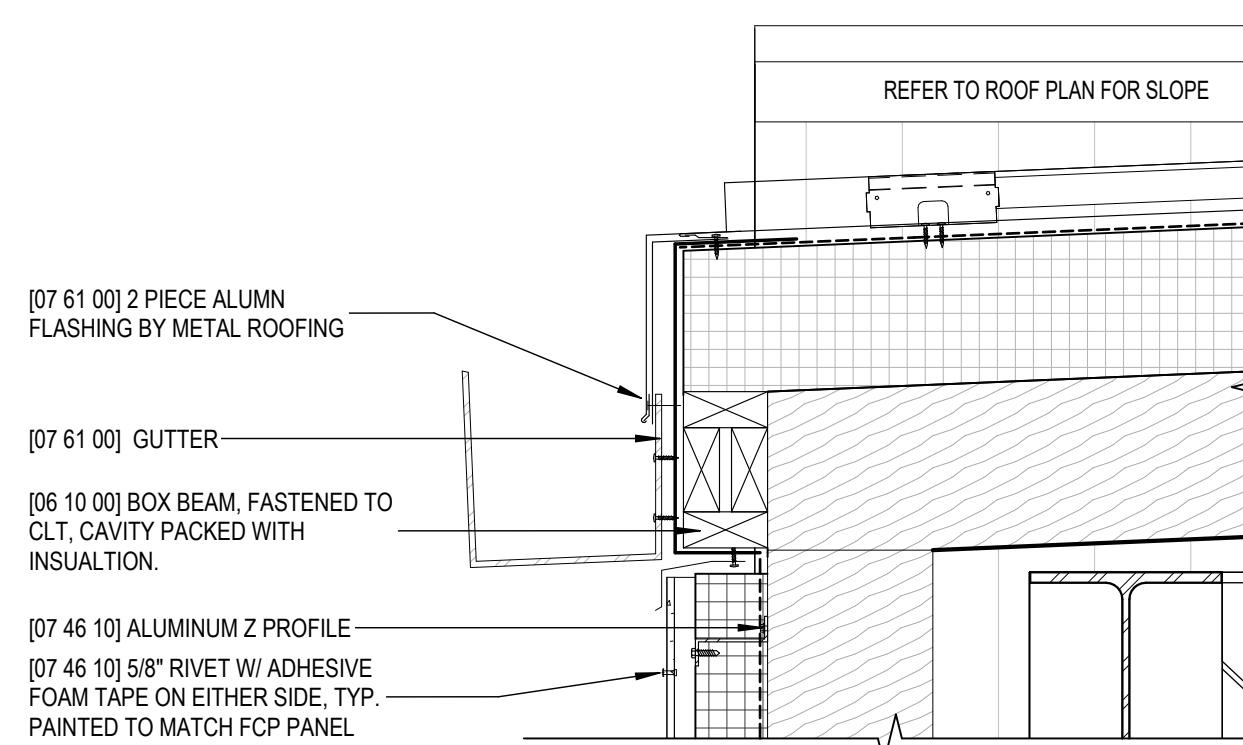 REFER TO ROOF PLAN FOR SLOPE
[07 61 00] 2 PIECE ALUMN
FLASHING BY METAL ROOFING
[07 61 00] GUTTER
[06 10 00] BOX BEAM, FASTENED TO
CLT, CAVITY PACKED WITH
INSUALTION.
[07 46 10] ALUMINUM Z PROFILE
[07 46 10] 5/8" RIVET W/ ADHESIVE
FOAM TAPE ON EITHER SIDE, TYP.
PAINTED TO MATCH FCP PANEL